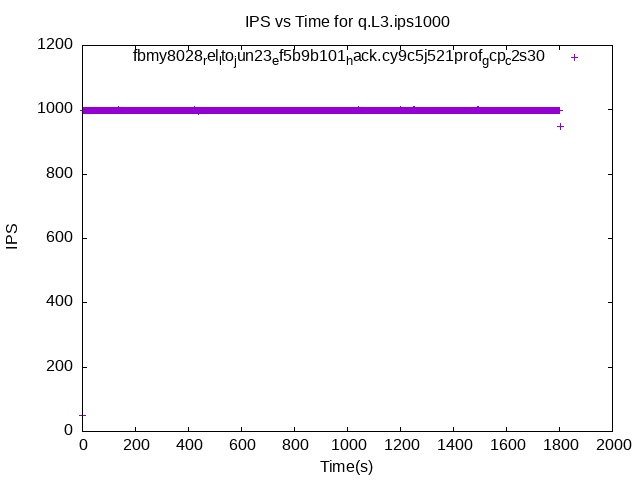 IPS vs Time for q.L3.ips1000
1200
fbmy8028relltojun23ef5b9b101hack.cy9c5j521profgcpc2s30
1000
800
600
IPS
400
200
0
0 200 400 600 800 1000 1200 1400 1600 1800 2000
Time(s)